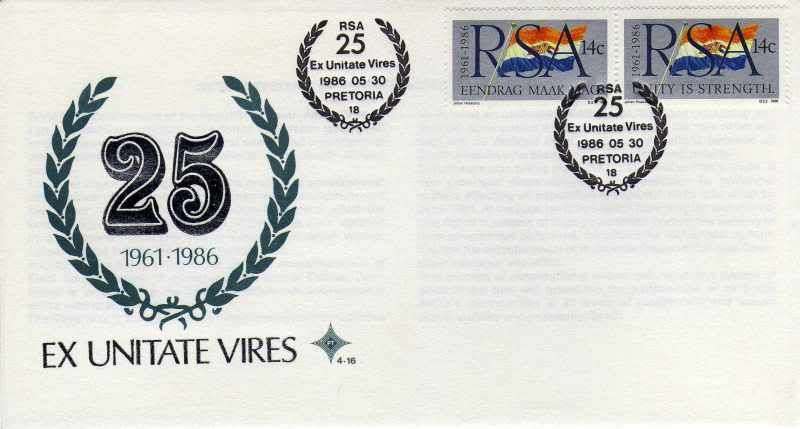 RSA
25
Ex Unitate Vires
1986 05 30
PRETORIA
18
1961-1986
RSA
14c
EENDRAG MAAK MAG
1961-1986
RSA
14c
UNITY IS STRENGTH.
RSA
25
Ex Unitate Vires
1986 05 30
PRETORIA
18
25
1961·1986
EX UNITATE VIRES
PT
4-16